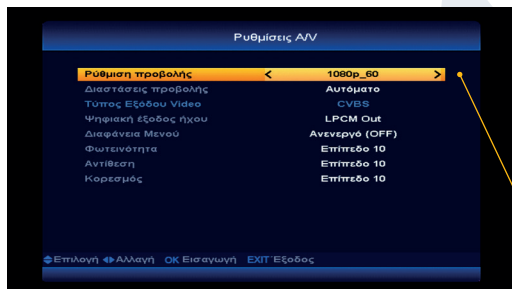 Ρυθμίσεις A/V
Ρύθμιση προβολής < 1080p_60 >
Διαστάσεις προβολής Αυτόματο
Τύπος Εξόδου Video CVBS
Ψηφιακή έξοδος ήχου LPCM Out
Διαφάνεια Μενού Ανενεργό (OFF)
Φωτεινότητα Επίπεδο 10
Αντίθεση Επίπεδο 10
Κορεσμός Επίπεδο 10
Επιλογή Αλλαγή OK Εισαγωγή EXIT Έξοδος